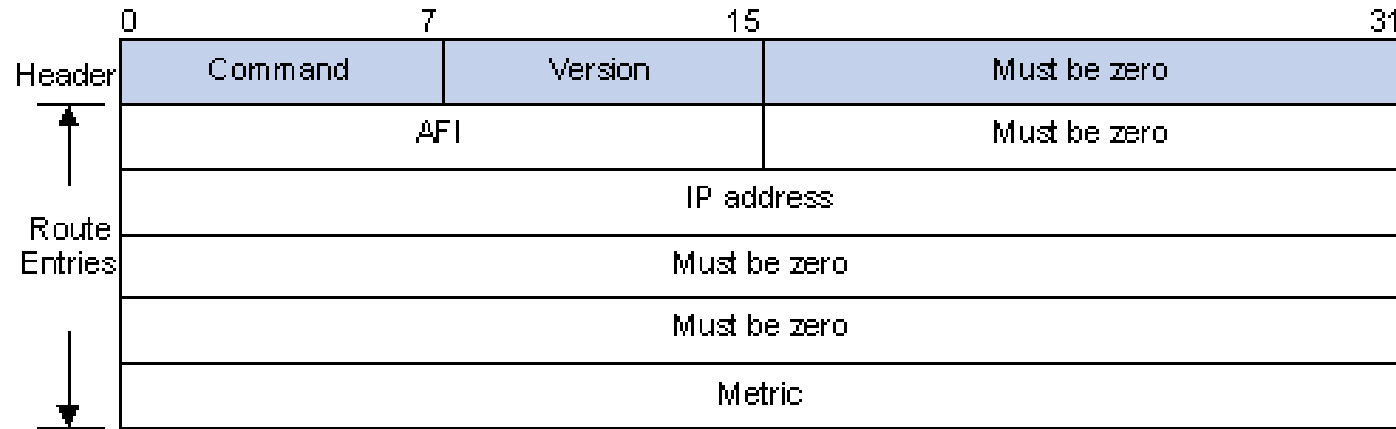 0 7 15 31
Header Command Version Must be zero
AFI Must be zero
IP address
Route
Entries
Must be zero
Must be zero
Metric